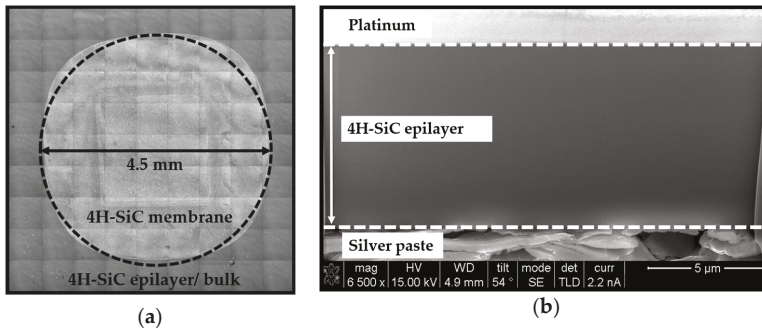 4.5 mm
4H-SiC membrane
4H-SiC epilayer/ bulk
(a)
Platinum
4H-SiC epilayer
Silver paste
mag HV WD tilt mode det curr
6 500 x 15.00 kV 4.9 mm 54 ° SE TLD 2.2 nA
5 µm
(b)